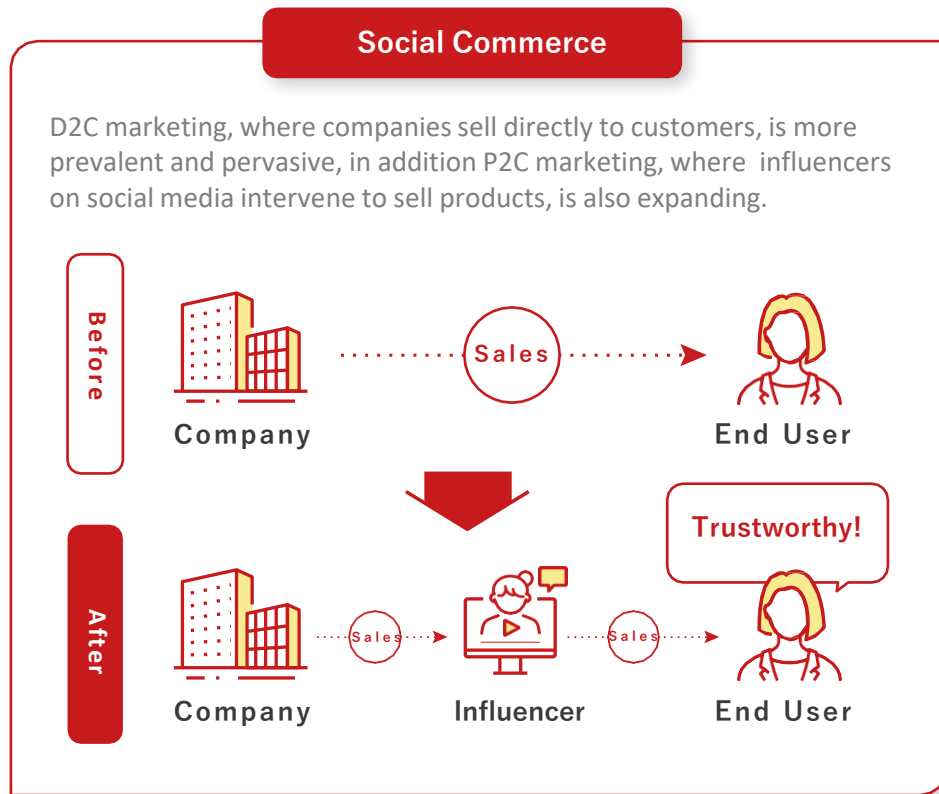 Social Commerce
D2C marketing, where companies sell directly to customers, is more
prevalent and pervasive, in addition P2C marketing, where influencers
on social media intervene to sell products, is also expanding.
Before
Sales
Company
End User
Trustworthy!
After
Sales
Sales
Company
Influencer
End User